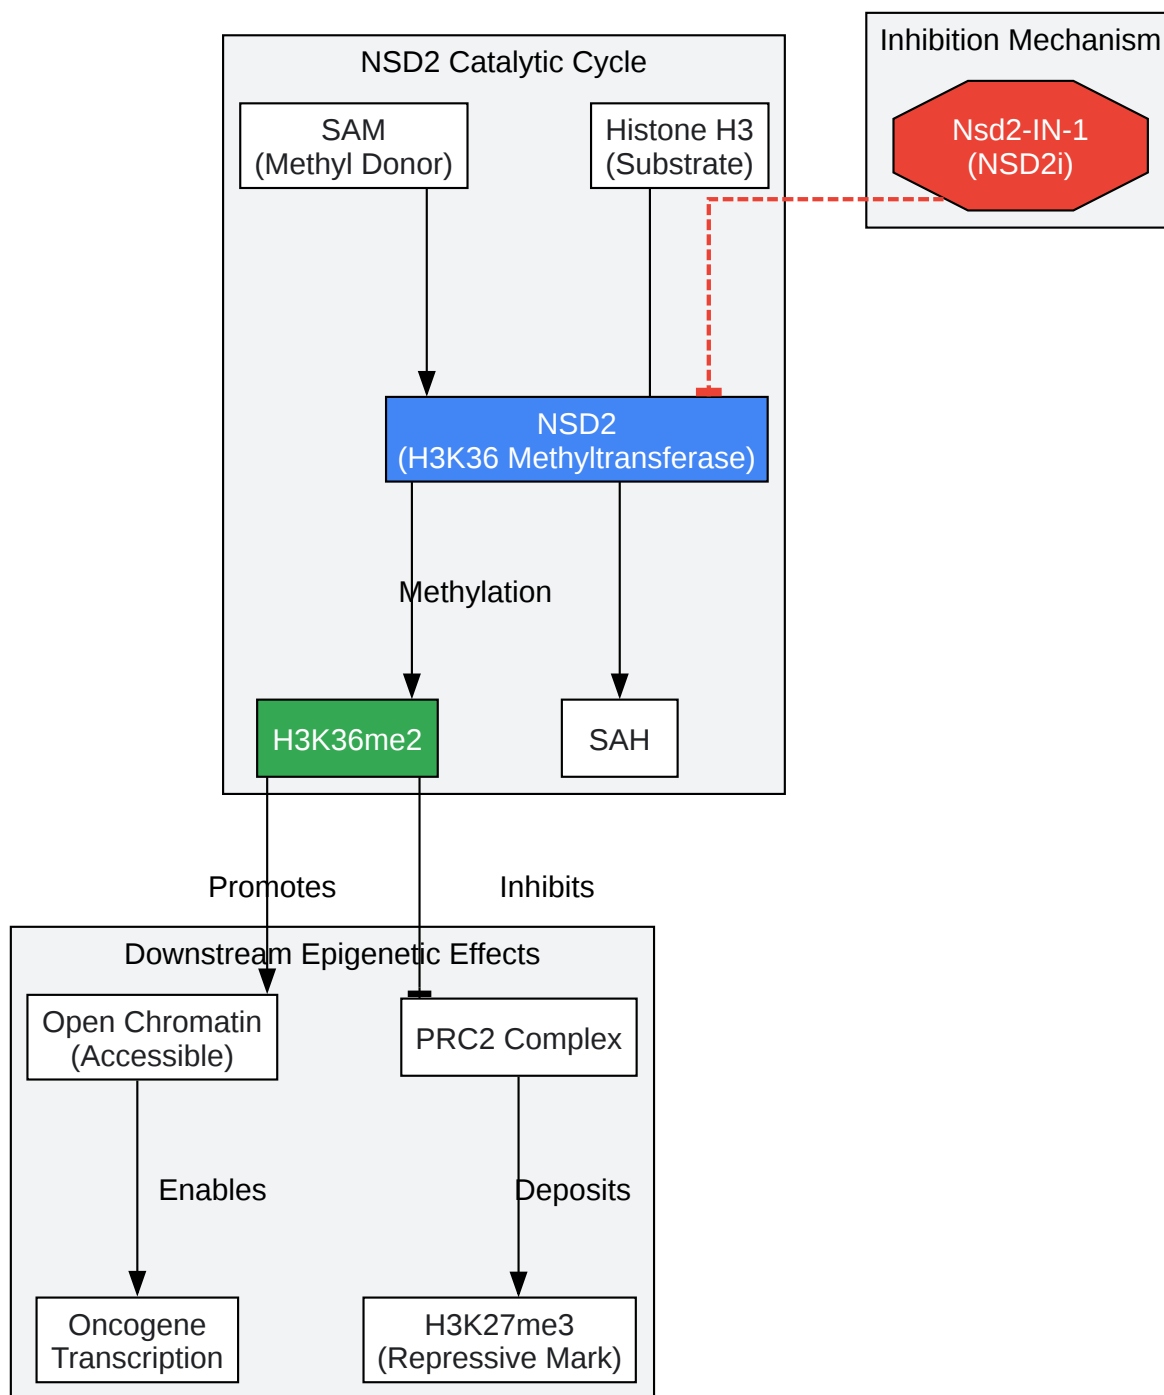 NSD2 Catalytic Cycle
Inhibition Mechanism
SAM
(Methyl Donor)
Histone H3
(Substrate)
Nsd2-IN-1
(NSD2i)
NSD2
(H3K36 Methyltransferase)
Methylation
H3K36me2
SAH
Promotes
Inhibits
Downstream Epigenetic Effects
Open Chromatin
(Accessible)
PRC2 Complex
Enables
Deposits
Oncogene
Transcription
H3K27me3
(Repressive Mark)